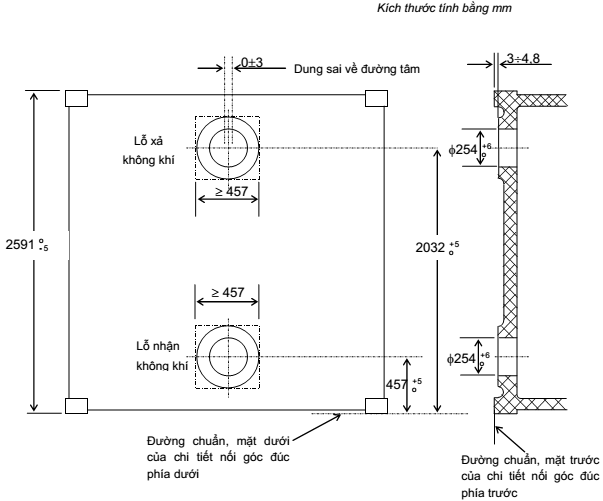 Kích thước tính bằng mm
0±3
3÷4.8
Dung sai về đường tâm
Lỗ xả
không khí
ϕ254 +6 0
≥ 457
2591 0 -5
2032 +5 0
≥ 457
Lỗ nhận
không khí
ϕ254 +6 0
457 +5 0
Đường chuẩn, mặt dưới
của chi tiết nối góc đúc
phía dưới
Đường chuẩn, mặt trước
của chi tiết nối góc đúc
phía trước